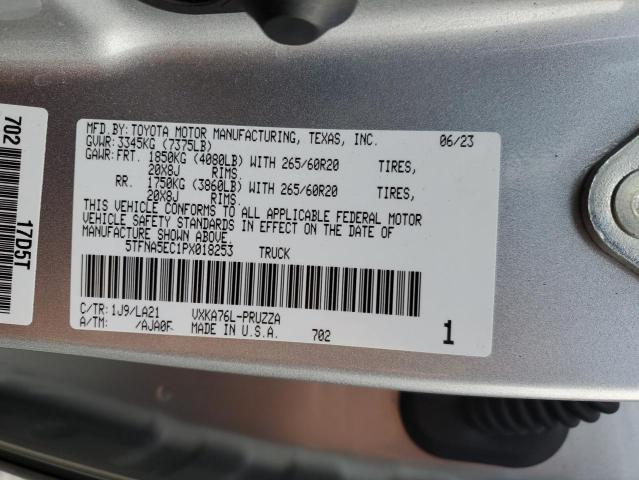 MFD.BY:TOYOTA MOTOR MANUFACTURING, TEXAS, INC. 06/23
GVWR:3345KG (7375LB)
GAWR:FRT. 1850KG (4080LB) WITH 265/60R20 TIRES,
20X8J RIMS.
RR. 1750KG (3860LB) WITH 265/60R20 TIRES,
20X8J RIMS.
THIS VEHICLE CONFORMS TO ALL APPLICABLE FEDERAL MOTOR
VEHICLE SAFETY STANDARDS IN EFFECT ON THE DATE OF
MANUFACTURE SHOWN ABOVE.
5TFNA5EC1PX018253 TRUCK
C/TR:1J9/LA21 VXKA76L-PRUZZA
A/TM: /AJA0F MADE IN U.S.A. 702
1
702
17D5T